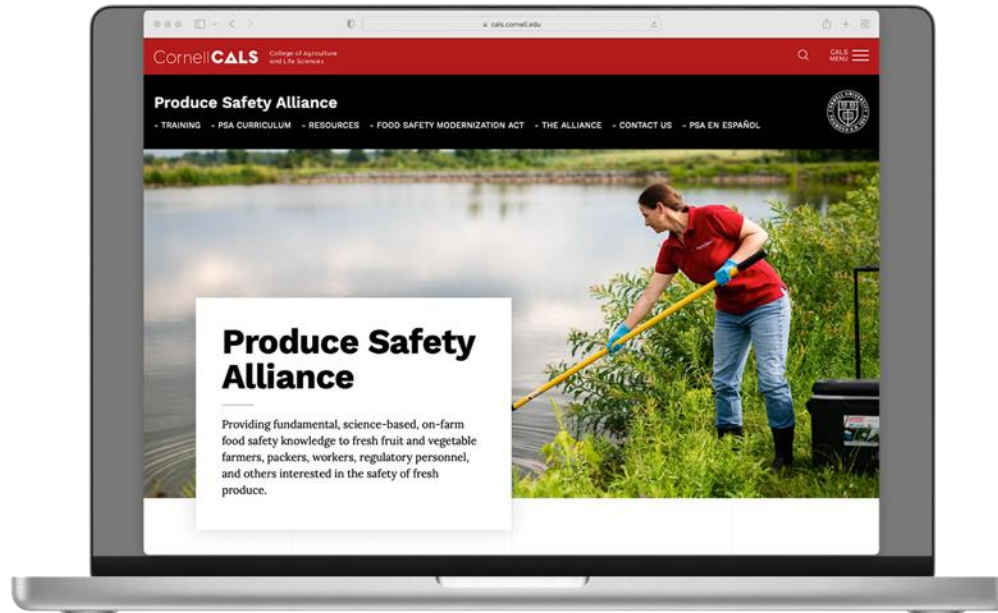 cals.cornell.edu
CornellCALS
College of Agriculture
and Life Sciences
CALS
MENU
Produce Safety Alliance
TRAINING PSA CURRICULUM RESOURCES FOOD SAFETY MODERNIZATION ACT THE ALLIANCE CONTACT US PSA EN ESPAÑOL
Produce Safety
Alliance
Providing fundamental, science-based, on-farm
food safety knowledge to fresh fruit and vegetable
farmers, packers, workers, regulatory personnel,
and others interested in the safety of fresh
produce.